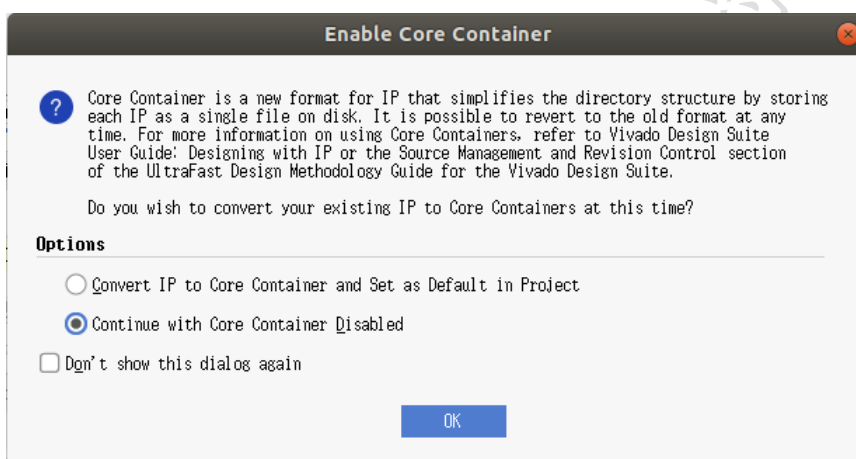 Enable Core Container
Core Container is a new format for IP that simplifies the directory structure by storing
each IP as a single file on disk. It is possible to revert to the old format at any
time. For more information on using Core Containers, refer to Vivado Design Suite
User Guide: Designing with IP or the Source Management and Revision Control section
of the UltraFast Design Methodology Guide for the Vivado Design Suite.
Do you wish to convert your existing IP to Core Containers at this time?
Options
Convert IP to Core Container and Set as Default in Project
Continue with Core Container Disabled
Don't show this dialog again
OK